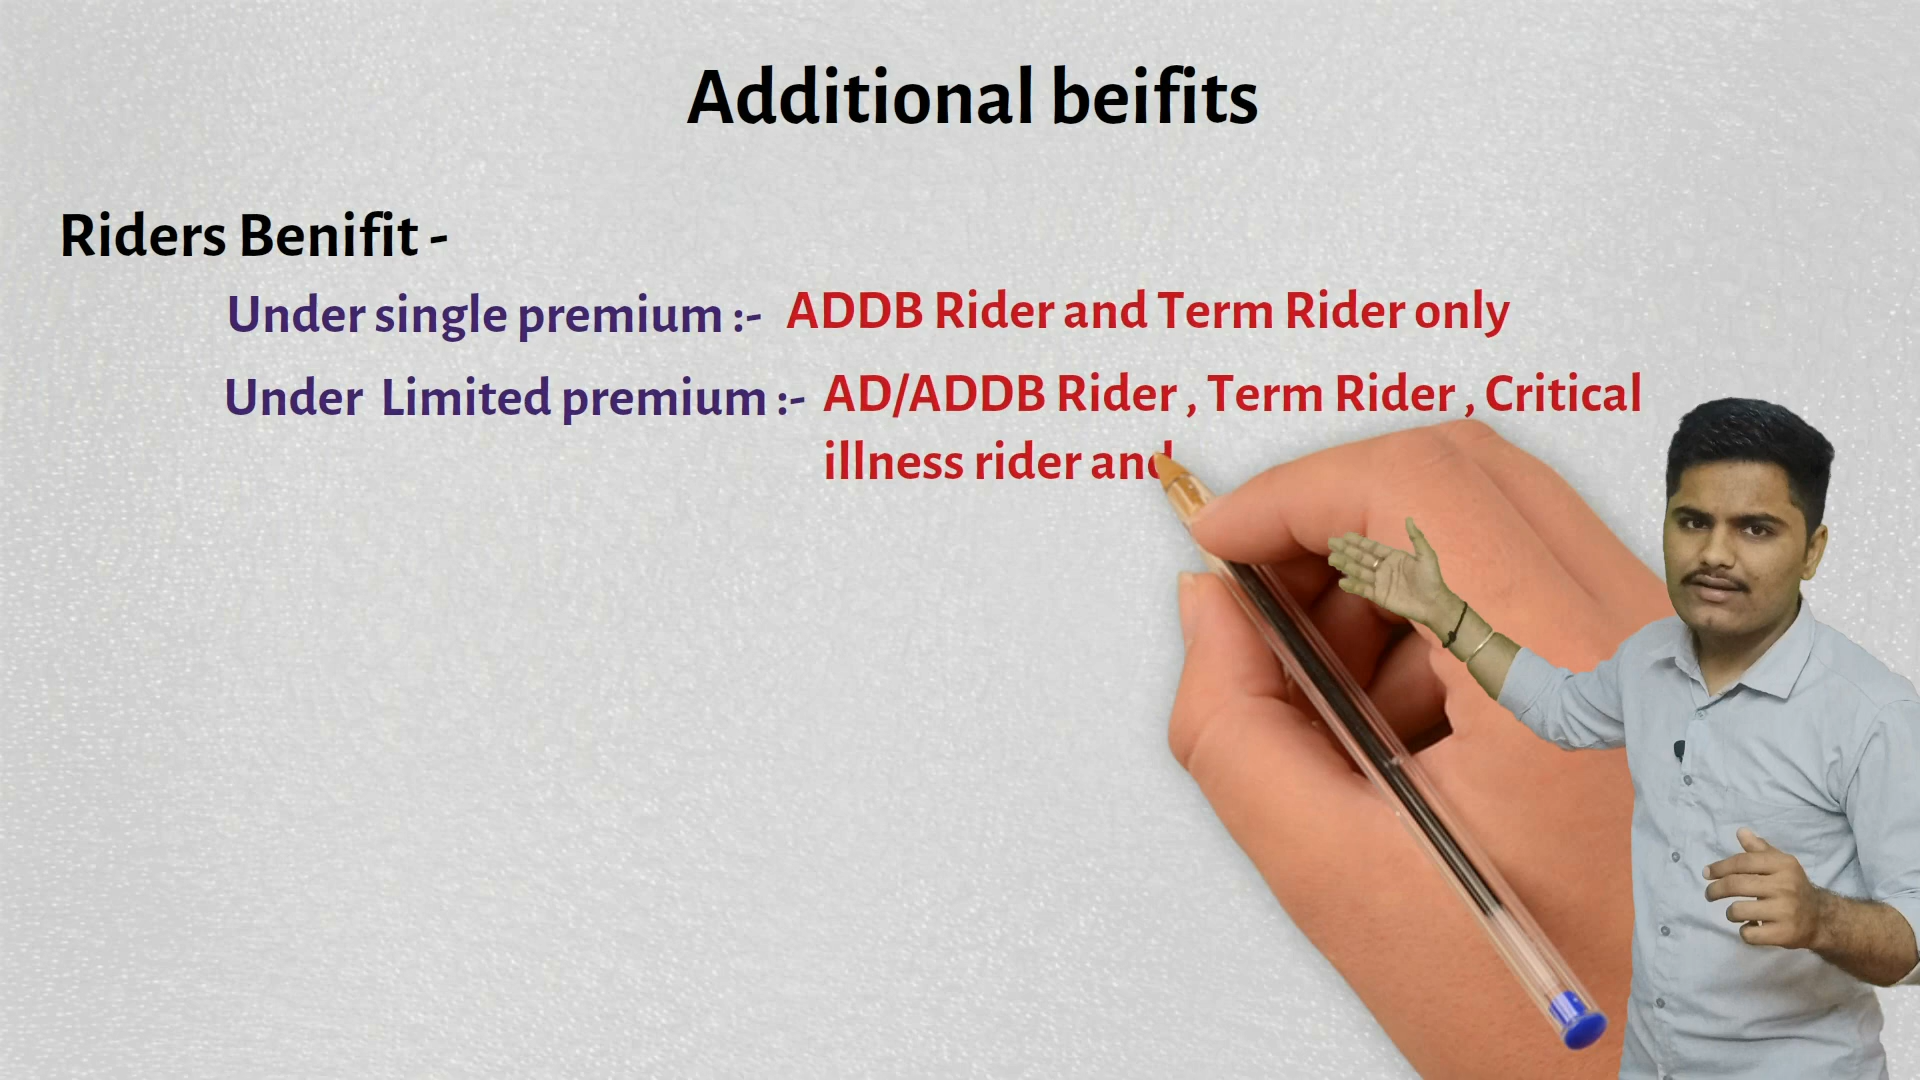 Additional beifits
Riders Benifit -
Under single premium :- ADDB Rider and Term Rider only
Under Limited premium :- AD/ADDB Rider , Term Rider , Critical
illness rider and